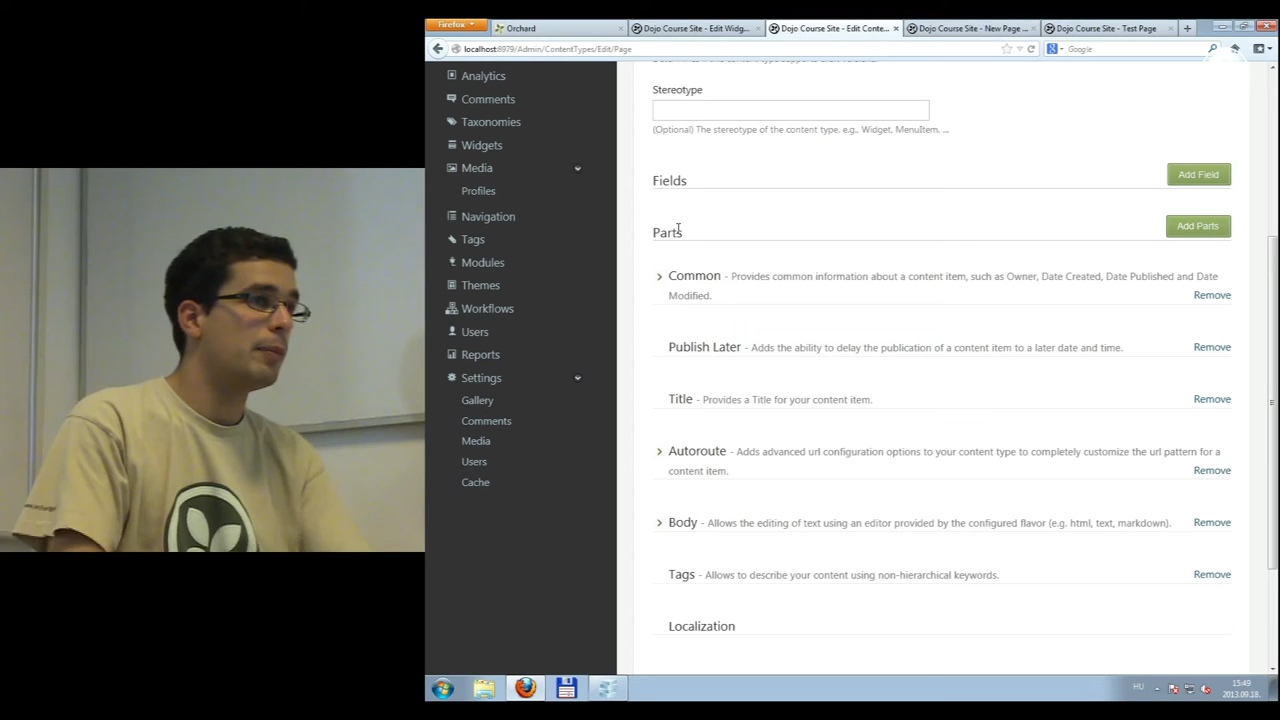 Firefox
Orchard
Dojo Course Site - Edit Widg...
Dojo Course Site - Edit Conte...
Dojo Course Site - New Page ...
Dojo Course Site - Test Page
localhost:8979/Admin/ContentTypes/Edit/Page
Google
Analytics
Comments
Taxonomies
Widgets
Media
Profiles
Navigation
Tags
Modules
Themes
Workflows
Users
Reports
Settings
Gallery
Comments
Media
Users
Cache
Stereotype
(Optional) The stereotype of the content type. e.g., Widget, MenuItem, ...
Fields
Add Field
Parts
Add Parts
Common - Provides common information about a content item, such as Owner, Date Created, Date Published and Date
Modified.
Remove
Publish Later - Adds the ability to delay the publication of a content item to a later date and time.
Remove
Title - Provides a Title for your content item.
Remove
Autoroute - Adds advanced url configuration options to your content type to completely customize the url pattern for a
content item.
Remove
Body - Allows the editing of text using an editor provided by the configured flavor (e.g. html, text, markdown).
Remove
Tags - Allows to describe your content using non-hierarchical keywords.
Remove
Localization
HU
15:49
2013.09.18.